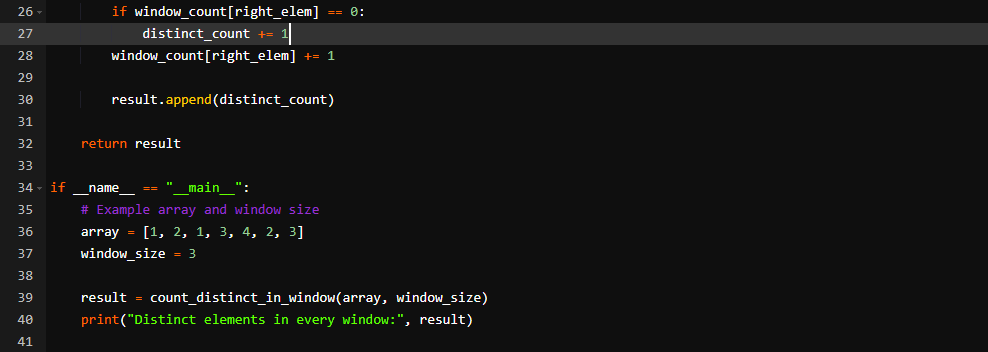 26 if window_count[right_elem] == 0:
27 distinct_count += 1
28 window_count[right_elem] += 1
29
30 result.append(distinct_count)
31
32 return result
33
34 if __name__ == "__main__":
35 # Example array and window size
36 array = [1, 2, 1, 3, 4, 2, 3]
37 window_size = 3
38
39 result = count_distinct_in_window(array, window_size)
40 print("Distinct elements in every window:", result)
41